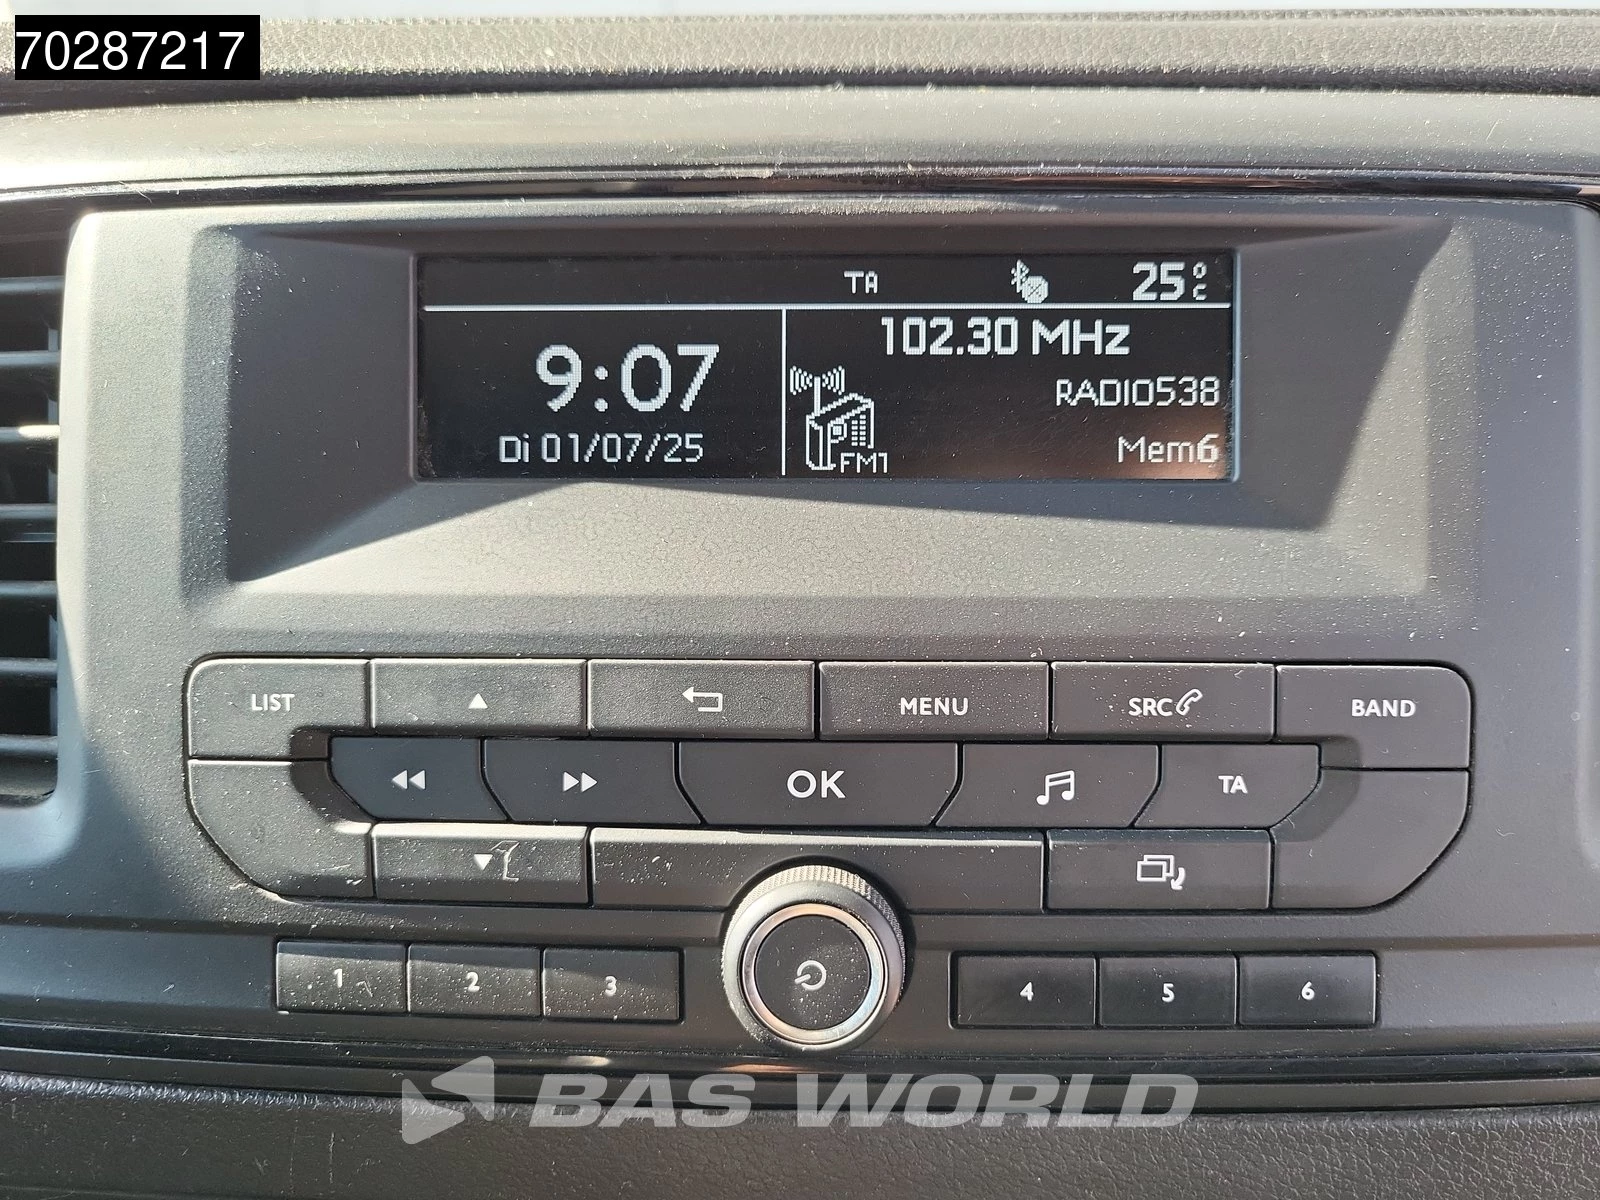 70287217
TA 25°C
102.30 MHz
9:07
RADIO538
Di 01/07/25
FM1
Mem6
LIST
MENU
SRC
BAND
OK
TA
1
2
3
4
5
6
BAS WORLD